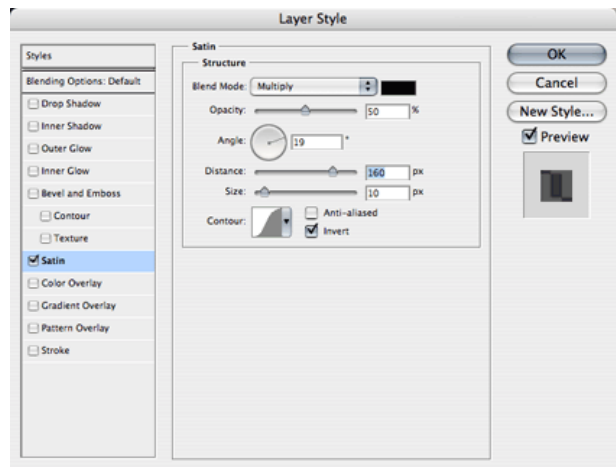 Layer Style
Styles
Blending Options: Default
Drop Shadow
Inner Shadow
Outer Glow
Inner Glow
Bevel and Emboss
Contour
Texture
Satin
Color Overlay
Gradient Overlay
Pattern Overlay
Stroke
Satin
Structure
Blend Mode: Multiply
Opacity: 50 %
Angle: 19 °
Distance: 160 px
Size: 10 px
Contour: Anti-aliased
Invert
OK
Cancel
New Style...
Preview